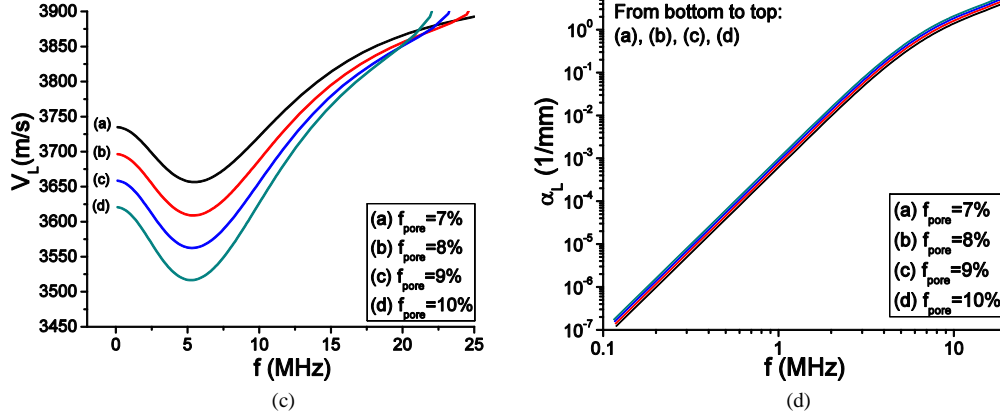 3900
3850
3800
3750
3700
3650
3600
3550
3500
3450
V_L(m/s)
(a)
(b)
(c)
(d)
(a) f_pore=7%
(b) f_pore=8%
(c) f_pore=9%
(d) f_pore=10%
0 5 10 15 20 25
f (MHz)
(c)
From bottom to top:
(a), (b), (c), (d)
10^0
10^-1
10^-2
10^-3
10^-4
10^-5
10^-6
10^-7
α_L (1/mm)
(a) f_pore=7%
(b) f_pore=8%
(c) f_pore=9%
(d) f_pore=10%
0.1 1 10
f (MHz)
(d)